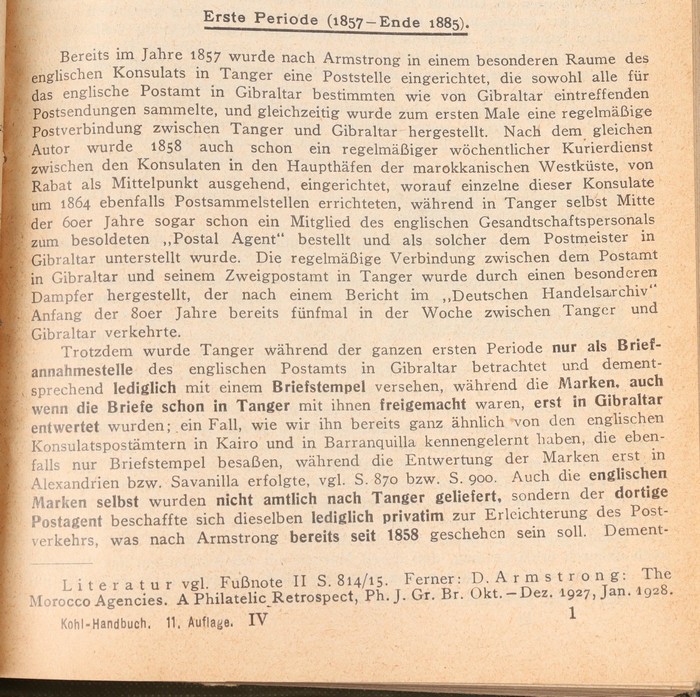 Erste Periode (1857—Ende 1885).
Bereits im Jahre 1857 wurde nach Armstrong in einem besonderen Raume des
englischen Konsulats in Tanger eine Poststelle eingerichtet, die sowohl alle für
das englische Postamt in Gibraltar bestimmten wie von Gibraltar eintreffenden
Postsendungen sammelte, und gleichzeitig wurde zum ersten Male eine regelmäßige
Postverbindung zwischen Tanger und Gibraltar hergestellt. Nach dem gleichen
Autor wurde 1858 auch schon ein regelmäßiger wöchentlicher Kurierdienst
zwischen den Konsulaten in den Haupthäfen der marokkanischen Westküste, von
Rabat als Mittelpunkt ausgehend, eingerichtet, worauf einzelne dieser Konsulate
um 1864 ebenfalls Postsammelstellen errichteten, während in Tanger selbst Mitte
der 60er Jahre sogar schon ein Mitglied des englischen Gesandtschaftspersonals
zum besoldeten „Postal Agent“ bestellt und als solcher dem Postmeister in
Gibraltar unterstellt wurde. Die regelmäßige Verbindung zwischen dem Postamt
in Gibraltar und seinem Zweigpostamt in Tanger wurde durch einen besonderen
Dampfer hergestellt, der nach einem Bericht im „Deutschen Handelsarchiv“
Anfang der 80er Jahre bereits fünfmal in der Woche zwischen Tanger und
Gibraltar verkehrte.
Trotzdem wurde Tanger während der ganzen ersten Periode nur als Brief-
annahmestelle des englischen Postamts in Gibraltar betrachtet und dement-
sprechend lediglich mit einem Briefstempel versehen, während die Marken. auch
wenn die Briefe schon in Tanger mit ihnen freigemacht waren, erst in Gibraltar
entwertet wurden; ein Fall, wie wir ihn bereits ganz ähnlich von den englischen
Konsulatspostämtern in Kairo und in Barranquilla kennengelernt haben, die eben-
falls nur Briefstempel besaßen, während die Entwertung der Marken erst in
Alexandrien bzw. Savanilla erfolgte, vgl. S. 870 bzw. S. 900. Auch die englischen
Marken selbst wurden nicht amtlich nach Tanger geliefert, sondern der dortige
Postagent beschaffte sich dieselben lediglich privatim zur Erleichterung des Post-
verkehrs, was nach Armstrong bereits seit 1858 geschehen sein soll. Dement-
Literatur vgl. Fußnote II S. 814/15. Ferner: D. Armstrong: The
Morocco Agencies. A Philatelic Retrospect, Ph. J. Gr. Br. Okt.—Dez. 1927, Jan. 1928.
Kohl-Handbuch. 11. Auflage. IV 1